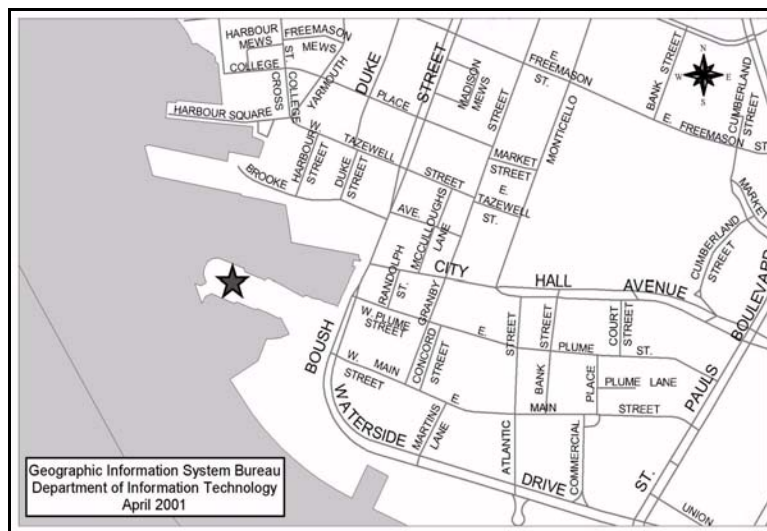 HARBOUR
MEWS
FREEMASON
MEWS
COLLEGE
ST.
CROSS
COLLEGE
YARMOUTH
DUKE
PLACE
STREET
MADISON
MEWS
STREET
E.
FREEMASON
ST.
MONTICELLO
BANK STREET
N
W E
S
CUMBERLAND
STREET
E. FREEMASON ST.
HARBOUR SQUARE
W.
TAZEWELL
STREET
HARBOUR
STREET
BROOKE
DUKE
STREET
AVE.
MARKET
STREET
E.
TAZEWELL
ST.
MARKET
CUMBERLAND
STREET
MCCULLOUGHS
LANE
RANDOLPH
ST.
GRANBY
CITY HALL AVENUE
BOULEVARD
W. PLUME
STREET
E. PLUME ST.
CONCORD
STREET
STREET
BANK STREET
COURT
STREET
BOUSH
W. MAIN
STREET
E. MAIN STREET
PLACE
PLUME LANE
PAULS
WATERSIDE
DRIVE
MARTINS
LANE
ATLANTIC
COMMERCIAL
ST.
UNION
Geographic Information System Bureau
Department of Information Technology
April 2001